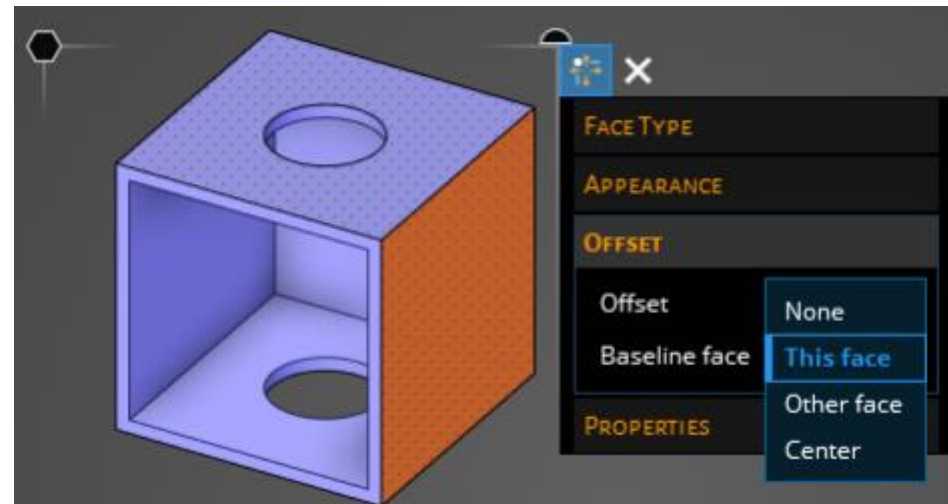 FACE TYPE
APPEARANCE
OFFSET
Offset
None
Baseline face
This face
Other face
PROPERTIES
Center